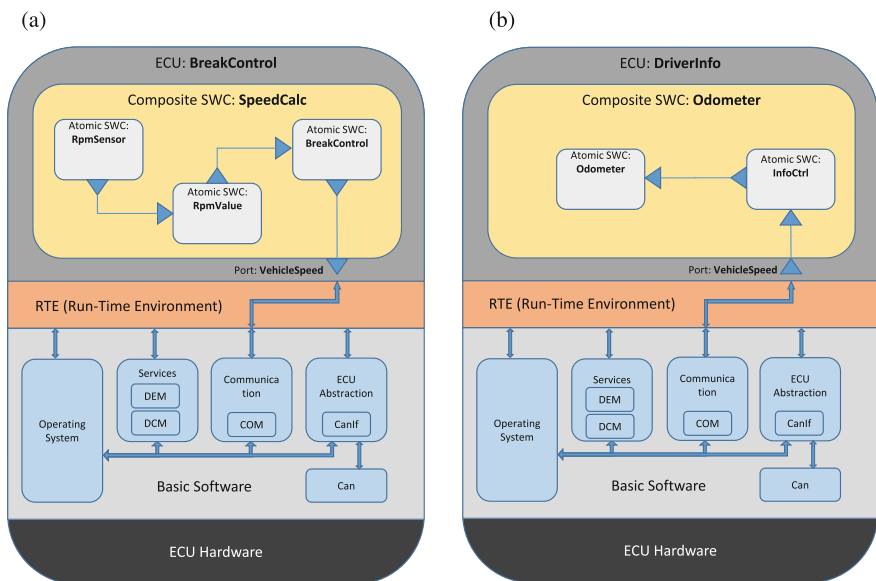 (a)
ECU: BreakControl
Composite SWC: SpeedCalc
Atomic SWC:
RpmSensor
Atomic SWC:
RpmValue
Atomic SWC:
BreakControl
Port: VehicleSpeed
RTE (Run-Time Environment)
Operating
System
Services
DEM
DCM
Communica
tion
COM
ECU
Abstraction
CanIf
Can
Basic Software
ECU Hardware
(b)
ECU: DriverInfo
Composite SWC: Odometer
Atomic SWC:
Odometer
Atomic SWC:
InfoCtrl
Port: VehicleSpeed
RTE (Run-Time Environment)
Operating
System
Services
DEM
DCM
Communica
tion
COM
ECU
Abstraction
CanIf
Can
Basic Software
ECU Hardware